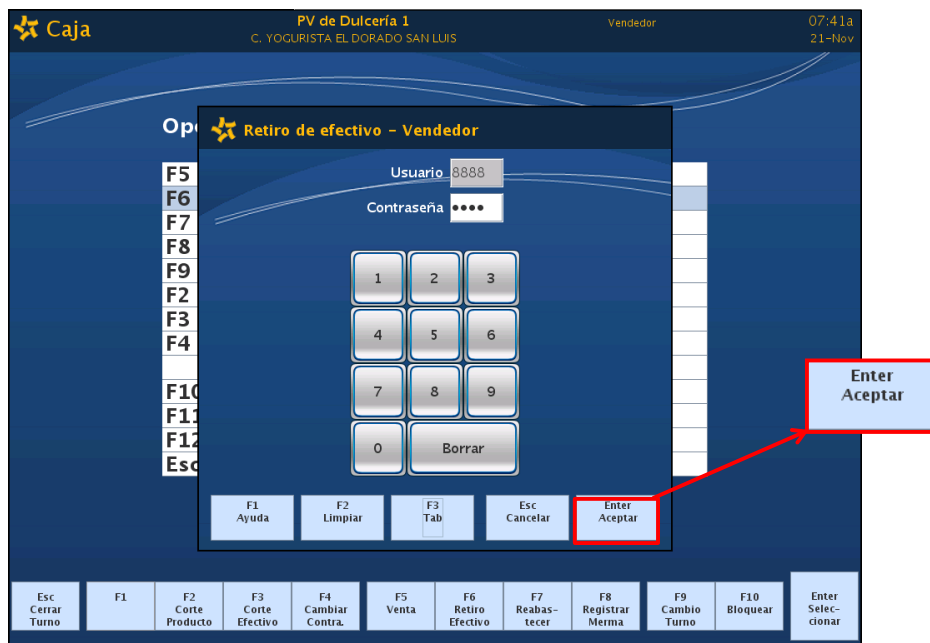 Caja
PV de Dulcería 1
C. YOGURISTA EL DORADO SAN LUIS
Vendedor
07:41a
21-Nov
Retiro de efectivo - Vendedor
Usuario 8888
Contraseña ••••
F5
F6
F7
F8
F9
F2
F3
F4
F10
F11
F12
Esc
1 2 3
4 5 6
7 8 9
0 Borrar
F1
Ayuda
F2
Limpiar
F3
Tab
Esc
Cancelar
Enter
Aceptar
Enter
Aceptar
Esc
Cerrar
Turno
F1
F2
Corte
Producto
F3
Corte
Efectivo
F4
Cambiar
Contra.
F5
Venta
F6
Retiro
Efectivo
F7
Reabas-
tecer
F8
Registrar
Merma
F9
Cambio
Turno
F10
Bloquear
Enter
Selec-
cionar